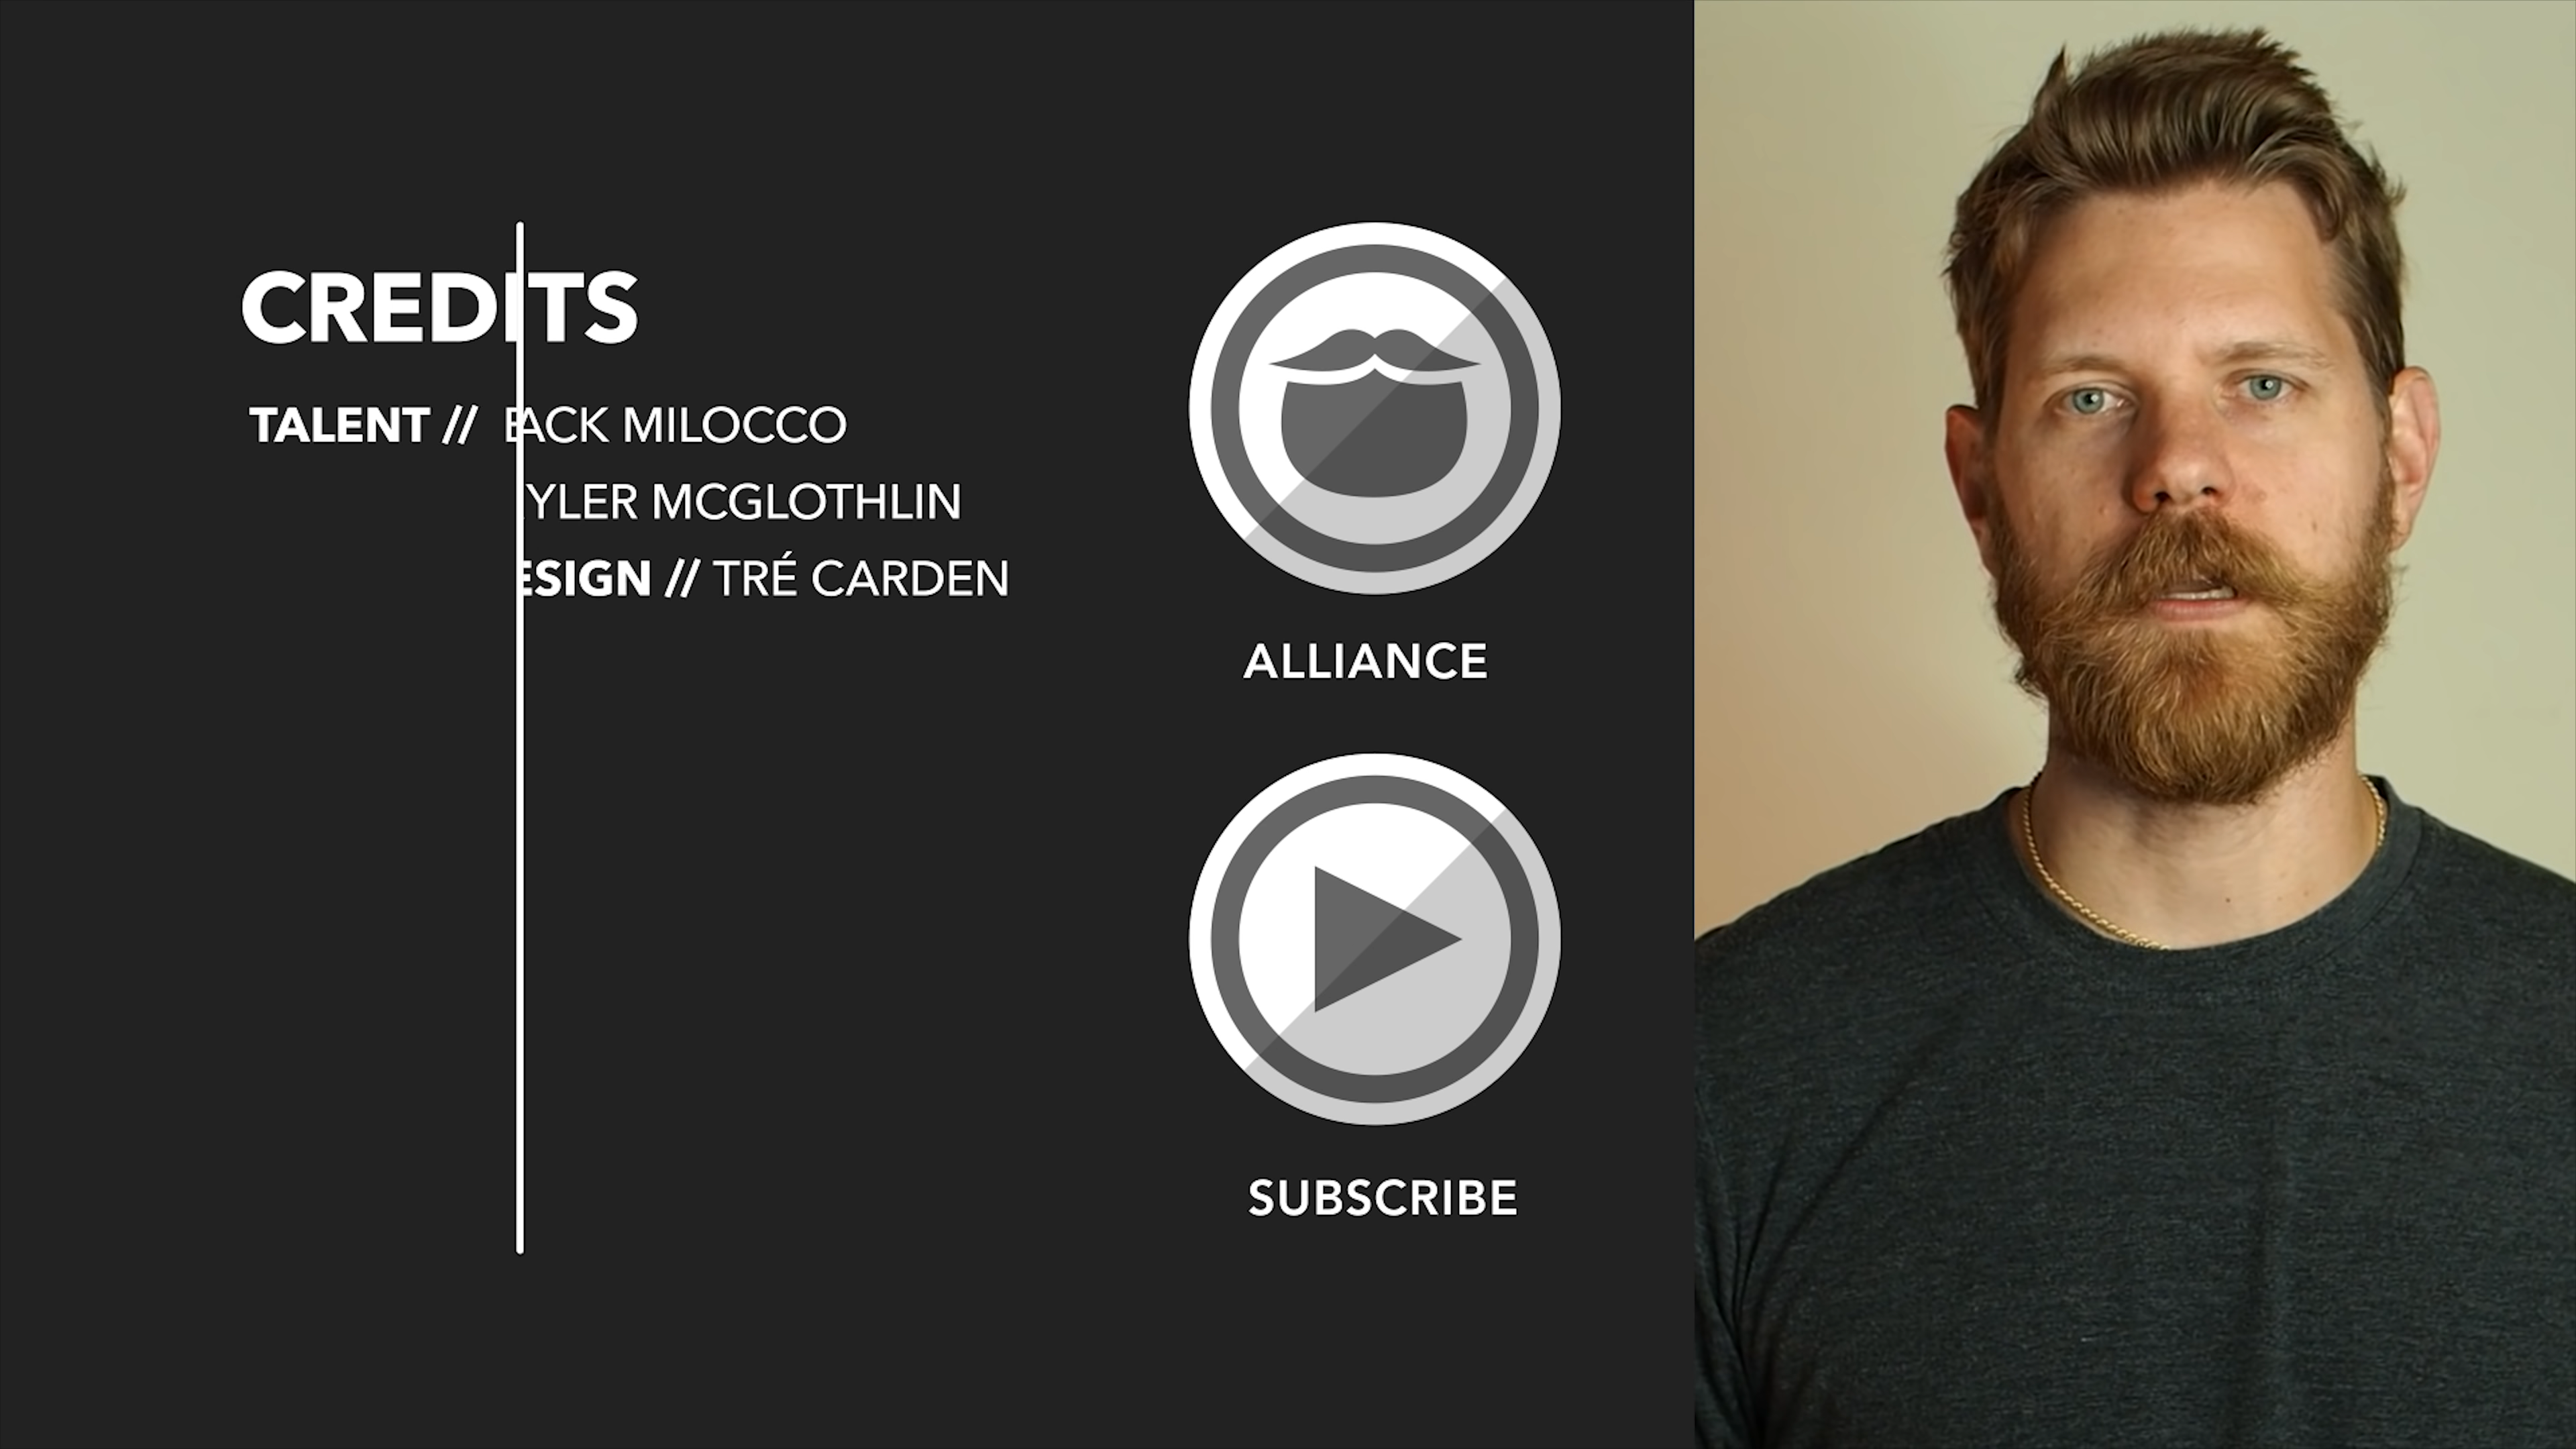 CREDITS
TALENT // ACK MILOCCO
YLER MCGLOTHLIN
ESIGN // TRÉ CARDEN
ALLIANCE
SUBSCRIBE